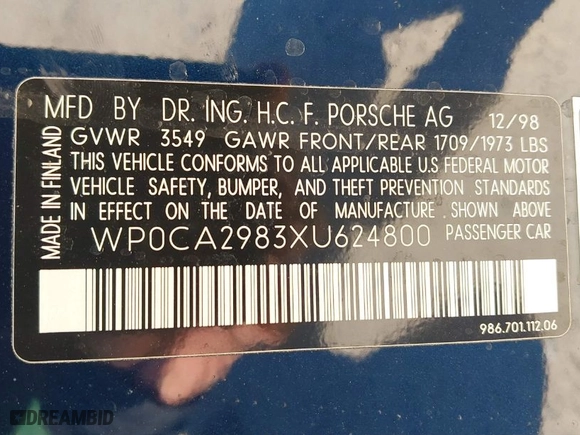 MFD BY DR. ING. H.C. F. PORSCHE AG 12/98
GVWR 3549 GAWR FRONT/REAR 1709/1973 LBS
THIS VEHICLE CONFORMS TO ALL APPLICABLE U.S FEDERAL MOTOR
VEHICLE SAFETY, BUMPER, AND THEFT PREVENTION STANDARDS
IN EFFECT ON THE DATE OF MANUFACTURE .SHOWN ABOVE
WP0CA2983XU624800 PASSENGER CAR
MADE IN FINLAND
986.701.112.06
DREAMBID